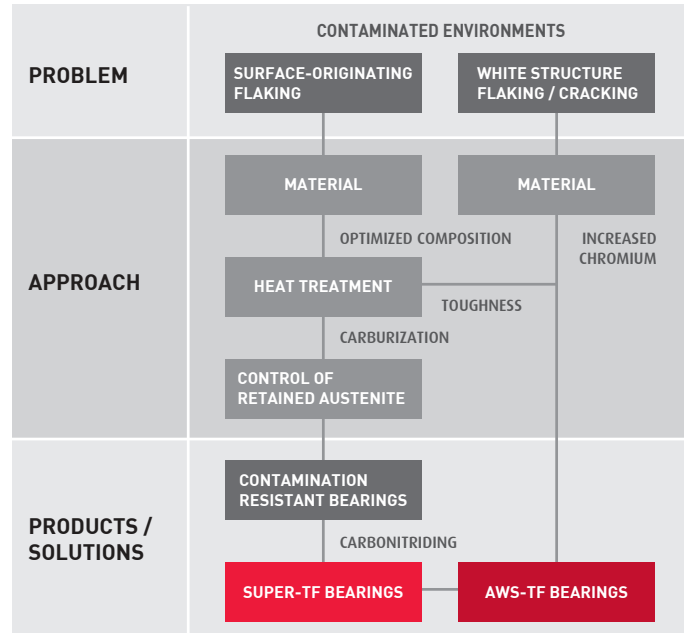 CONTAMINATED ENVIRONMENTS
PROBLEM
SURFACE-ORIGINATING
FLAKING
WHITE STRUCTURE
FLAKING / CRACKING
APPROACH
MATERIAL
MATERIAL
OPTIMIZED COMPOSITION
INCREASED
CHROMIUM
HEAT TREATMENT
TOUGHNESS
CARBURIZATION
CONTROL OF
RETAINED AUSTENITE
PRODUCTS /
SOLUTIONS
CONTAMINATION
RESISTANT BEARINGS
CARBONITRIDING
SUPER-TF BEARINGS
AWS-TF BEARINGS